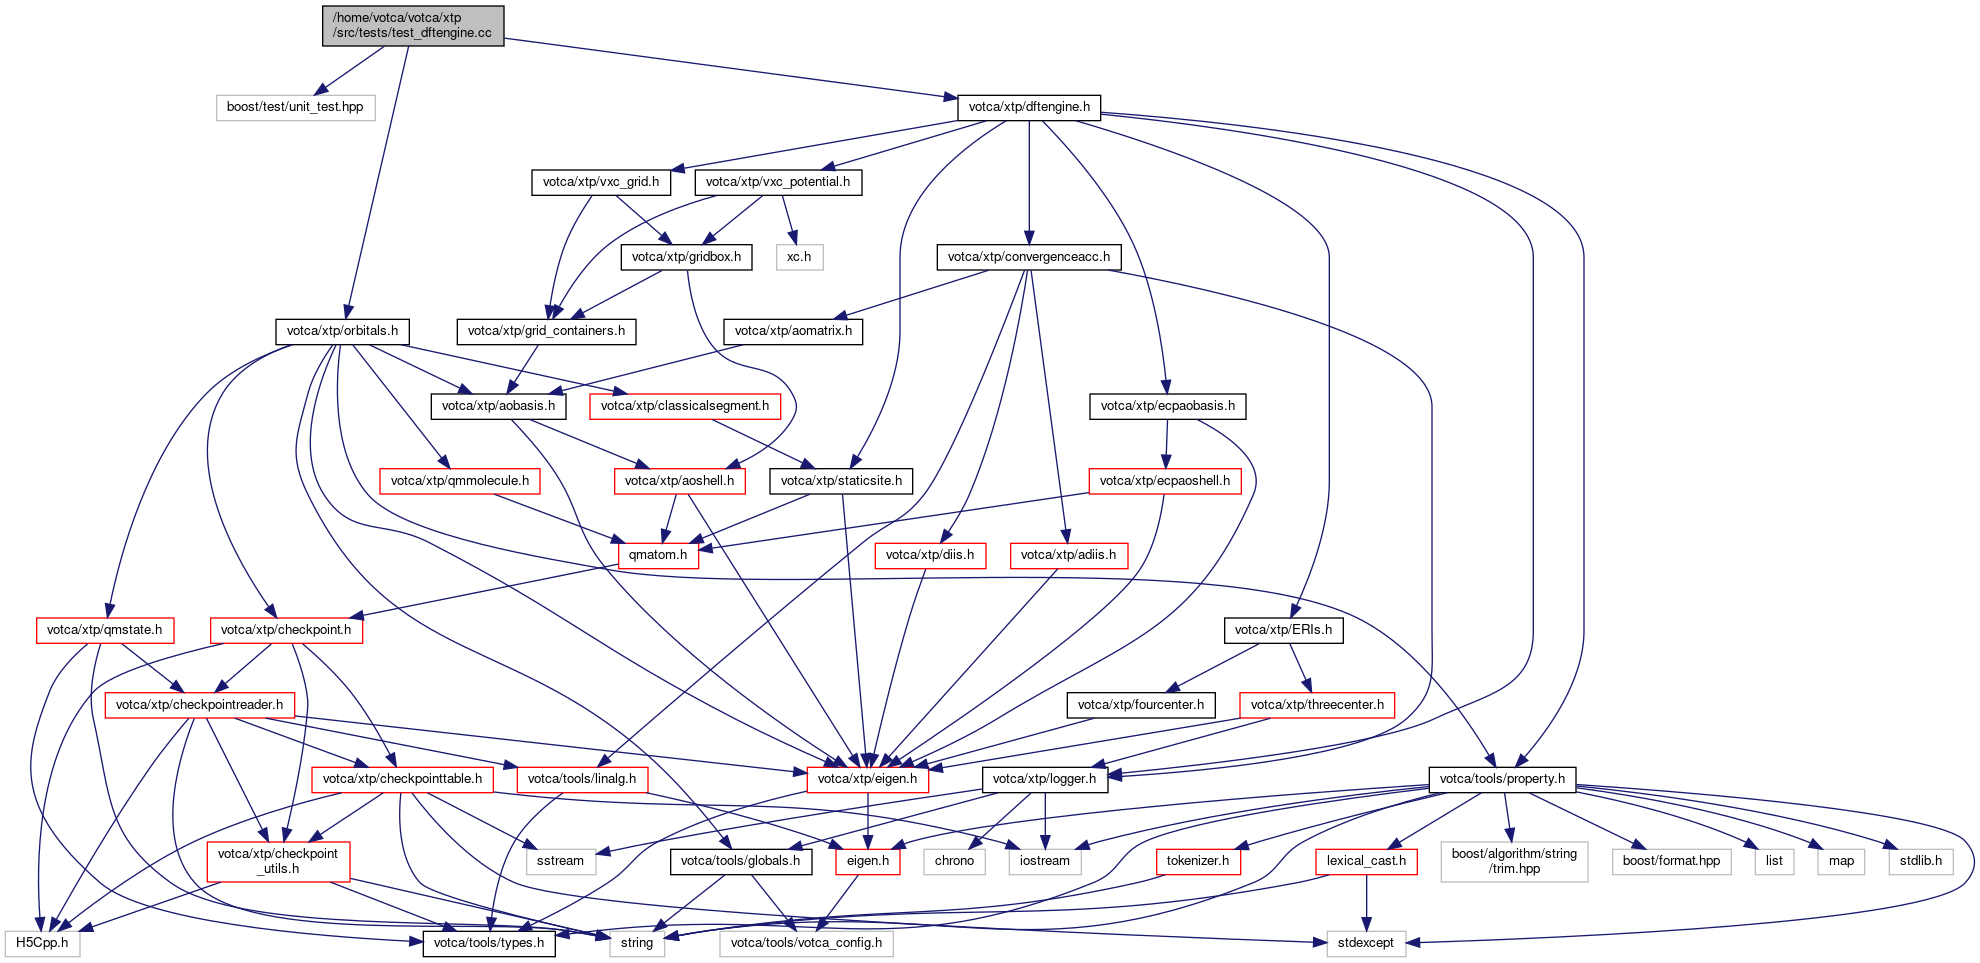 /home/votca/votca/xtp
/src/tests/test_dftengine.cc
boost/test/unit_test.hpp
votca/xtp/dftengine.h
votca/xtp/vxc_grid.h
votca/xtp/vxc_potential.h
votca/xtp/gridbox.h
xc.h
votca/xtp/convergenceacc.h
votca/xtp/orbitals.h
votca/xtp/grid_containers.h
votca/xtp/aomatrix.h
votca/xtp/aobasis.h
votca/xtp/classicalsegment.h
votca/xtp/ecpaobasis.h
votca/xtp/qmmolecule.h
votca/xtp/aoshell.h
votca/xtp/staticsite.h
votca/xtp/ecpaoshell.h
qmatom.h
votca/xtp/diis.h
votca/xtp/adiis.h
votca/xtp/qmstate.h
votca/xtp/checkpoint.h
votca/xtp/ERIs.h
votca/xtp/checkpointreader.h
votca/xtp/fourcenter.h
votca/xtp/threecenter.h
votca/xtp/checkpointtable.h
votca/tools/linalg.h
votca/xtp/eigen.h
votca/xtp/logger.h
votca/tools/property.h
votca/xtp/checkpoint
_utils.h
sstream
votca/tools/globals.h
eigen.h
chrono
iostream
tokenizer.h
lexical_cast.h
boost/algorithm/string
/trim.hpp
boost/format.hpp
list
map
stdlib.h
H5Cpp.h
votca/tools/types.h
string
votca/tools/votca_config.h
stdexcept